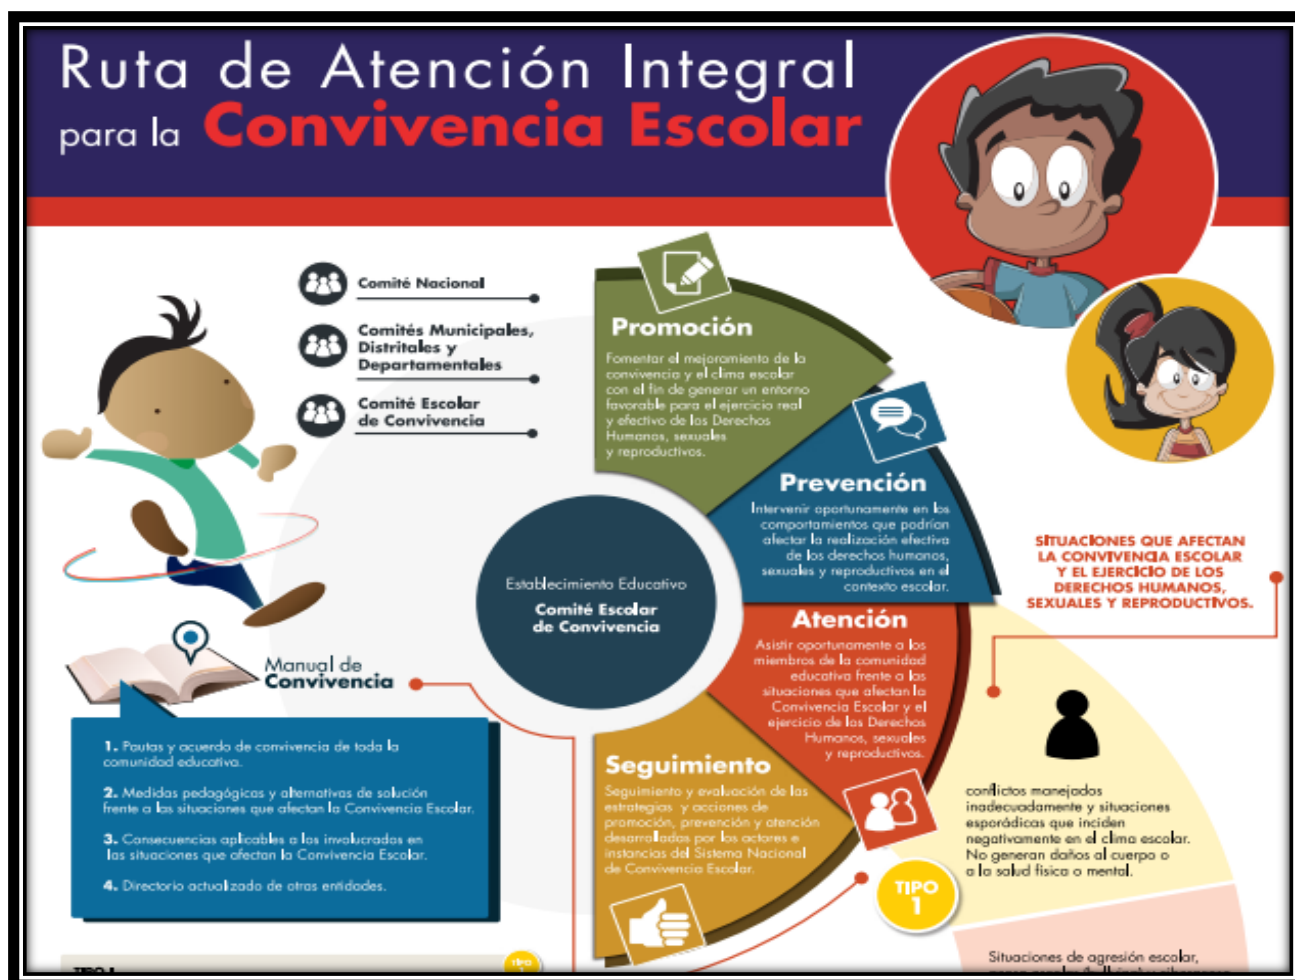 Ruta de Atención Integral
para la Convivencia Escolar
Comité Nacional
Comités Municipales,
Distritales y
Departamentales
Comité Escolar
de Convivencia
Promoción
Fomentar el mejoramiento de la
convivencia y el clima escolar
con el fin de generar un entorno
favorable para el ejercicio real
y efectivo de los Derechos
Humanos, sexuales
y reproductivos.
Prevención
Intervenir oportunamente en los
comportamientos que podrían
afectar la realización efectiva
de los derechos humanos,
sexuales y reproductivos en el
contexto escolar.
Establecimiento Educativo
Comité Escolar
de Convivencia
Atención
Asistir oportunamente a los
miembros de la comunidad
educativa frente a las
situaciones que afectan la
Convivencia Escolar y el
ejercicio de los Derechos
Humanos, sexuales
y reproductivos.
Seguimiento
Seguimiento y evaluación de las
estrategias y acciones de
promoción, prevención y atención
desarrolladas por los actores e
instancias del Sistema Nacional
de Convivencia Escolar.
SITUACIONES QUE AFECTAN
LA CONVIVENCIA ESCOLAR
Y EL EJERCICIO DE LOS
DERECHOS HUMANOS,
SEXUALES Y REPRODUCTIVOS.
Manual de
Convivencia
1. Pautas y acuerdo de convivencia de toda la
comunidad educativa.
2. Medidas pedagógicas y alternativas de solución
frente a las situaciones que afectan la Convivencia Escolar.
3. Consecuencias aplicables a los involucrados en
las situaciones que afectan la Convivencia Escolar.
4. Directorio actualizado de otras entidades.
conflictos manejados
inadecuadamente y situaciones
esporádicas que inciden
negativamente en el clima escolar.
No generan daños al cuerpo o
a la salud física o mental.
TIPO
1
Situaciones de agresión escolar,